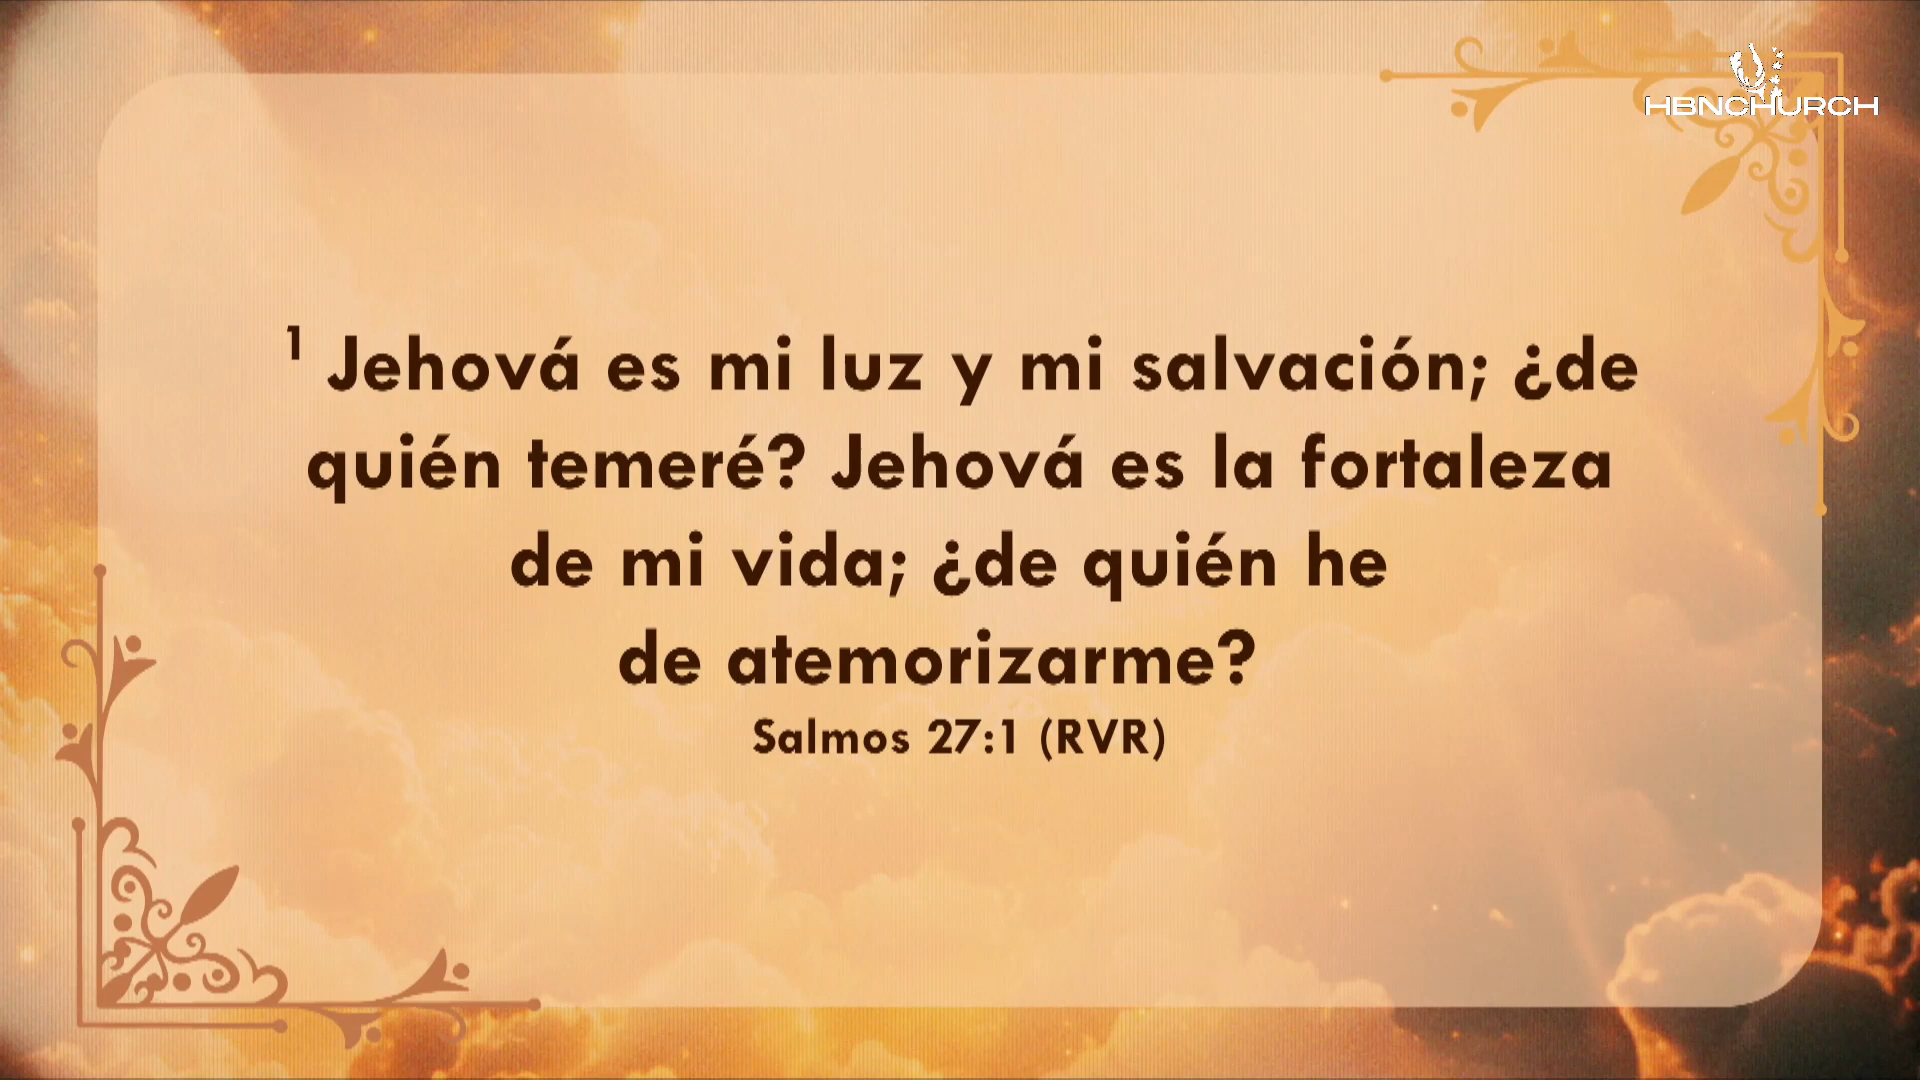 HBNCHURCH
1 Jehová es mi luz y mi salvación; ¿de
quién temeré? Jehová es la fortaleza
de mi vida; ¿de quién he
de atemorizarme?
Salmos 27:1 (RVR)